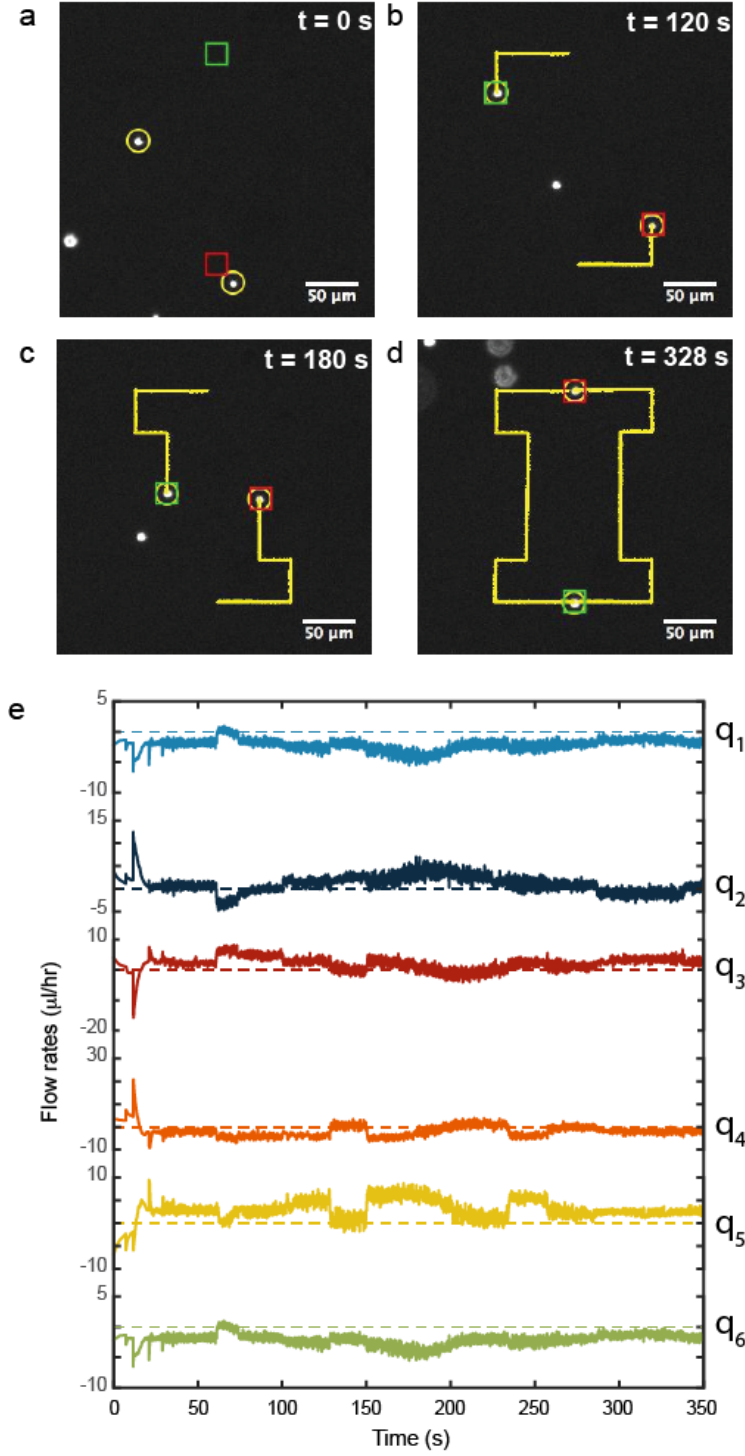 a
t = 0 s
50 µm
b
t = 120 s
50 µm
c
t = 180 s
50 µm
d
t = 328 s
50 µm
e
Flow rates (µl/hr)
5
-10
q1
15
-5
q2
10
-20
q3
30
-10
q4
10
-10
q5
5
-10
q6
0 50 100 150 200 250 300 350
Time (s)